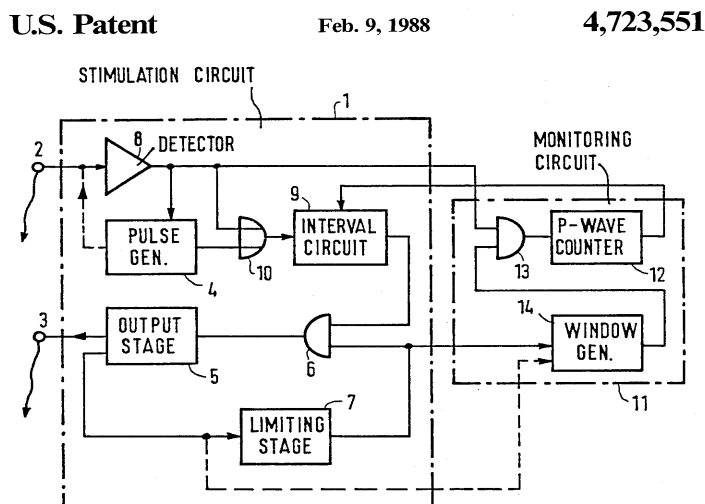 U.S. Patent Feb. 9, 1988 4,723,551
STIMULATION CIRCUIT
1
2
8
DETECTOR
MONITORING
CIRCUIT
9
INTERVAL
CIRCUIT
PULSE
GEN.
4
10
13
P-WAVE
COUNTER
12
3
OUTPUT
STAGE
5
6
14
WINDOW
GEN.
11
7
LIMITING
STAGE